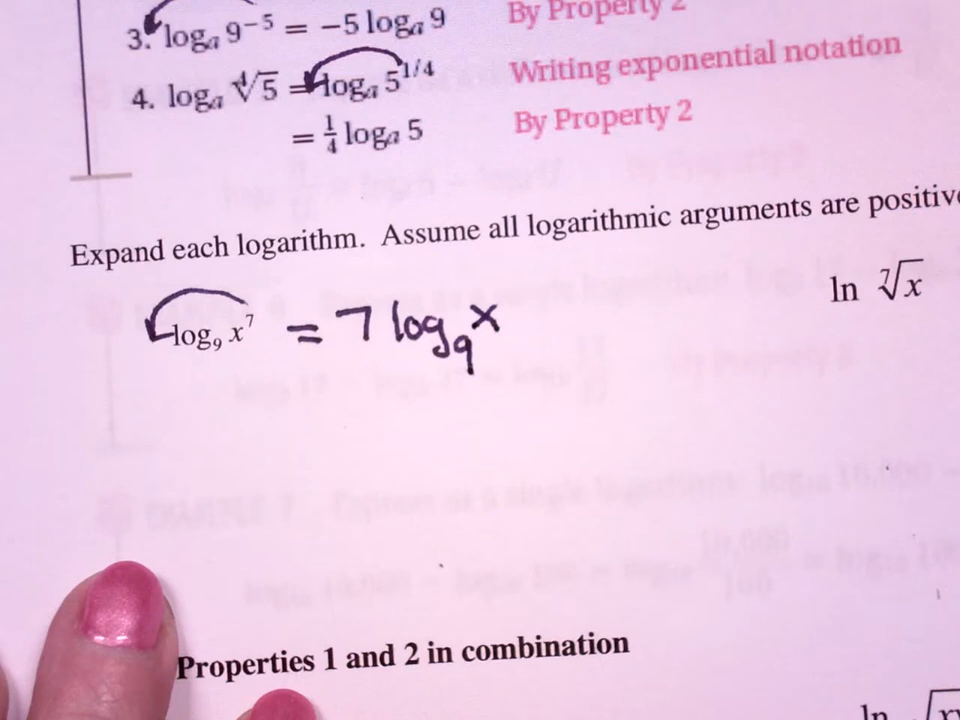 3. logₐ 9⁻⁵ = −5 logₐ 9 By Property 2
4. logₐ ∜5 = logₐ 5^{1/4} Writing exponential notation
= 1/4 logₐ 5 By Property 2
Expand each logarithm. Assume all logarithmic arguments are
ln ⁷√x
log₉ x⁷ = 7 log₉ x
Properties 1 and 2 in combination
ln